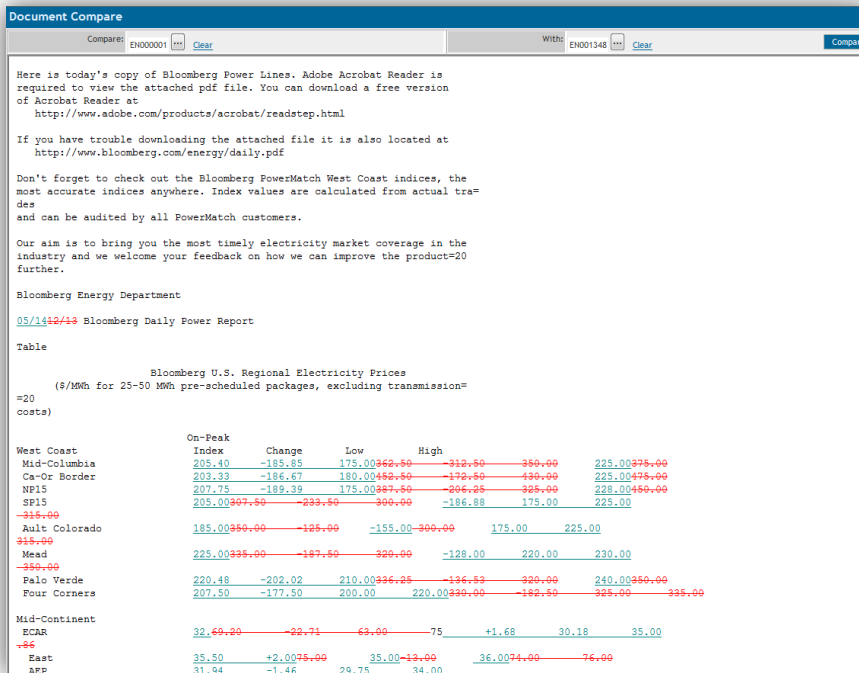 Document Compare
Compare: EN000001 ... Clear With: EN001348 ... Clear Compar
Here is today's copy of Bloomberg Power Lines. Adobe Acrobat Reader is
required to view the attached pdf file. You can download a free version
of Acrobat Reader at
http://www.adobe.com/products/acrobat/readstep.html
If you have trouble downloading the attached file it is also located at
http://www.bloomberg.com/energy/daily.pdf
Don't forget to check out the Bloomberg PowerMatch West Coast indices, the
most accurate indices anywhere. Index values are calculated from actual tra=
des
and can be audited by all PowerMatch customers.
Our aim is to bring you the most timely electricity market coverage in the
industry and we welcome your feedback on how we can improve the product=20
further.
Bloomberg Energy Department
05/1412/13 Bloomberg Daily Power Report
Table
Bloomberg U.S. Regional Electricity Prices
($/MWh for 25-50 MWh pre-scheduled packages, excluding transmission=
=20
costs)
On-Peak
West Coast Index Change Low High
Mid-Columbia 205.40 -185.85 175.00362.50 -312.50 350.00 225.00375.00
Ca-Or Border 203.33 -186.67 180.00452.50 -172.50 430.00 225.00475.00
NP15 207.75 -189.39 175.00387.50 -206.25 325.00 228.00450.00
SP15 205.00307.50 -233.50 300.00 -186.88 175.00 225.00
315.00
Ault Colorado 185.00350.00 -125.00 -155.00 300.00 175.00 225.00
315.00
Mead 225.00335.00 -187.50 320.00 -128.00 220.00 230.00
350.00
Palo Verde 220.48 -202.02 210.00336.25 -136.53 320.00 240.00350.00
Four Corners 207.50 -177.50 200.00 220.00330.00 -182.50 325.00 335.00
Mid-Continent
ECAR 32.69.20 -22.71 63.00 75 +1.68 30.18 35.00
.86
East 35.50 +2.0075.00 35.00-13.00 36.0074.00 76.00
AEP 31.94 -1.46 29.75 34.00